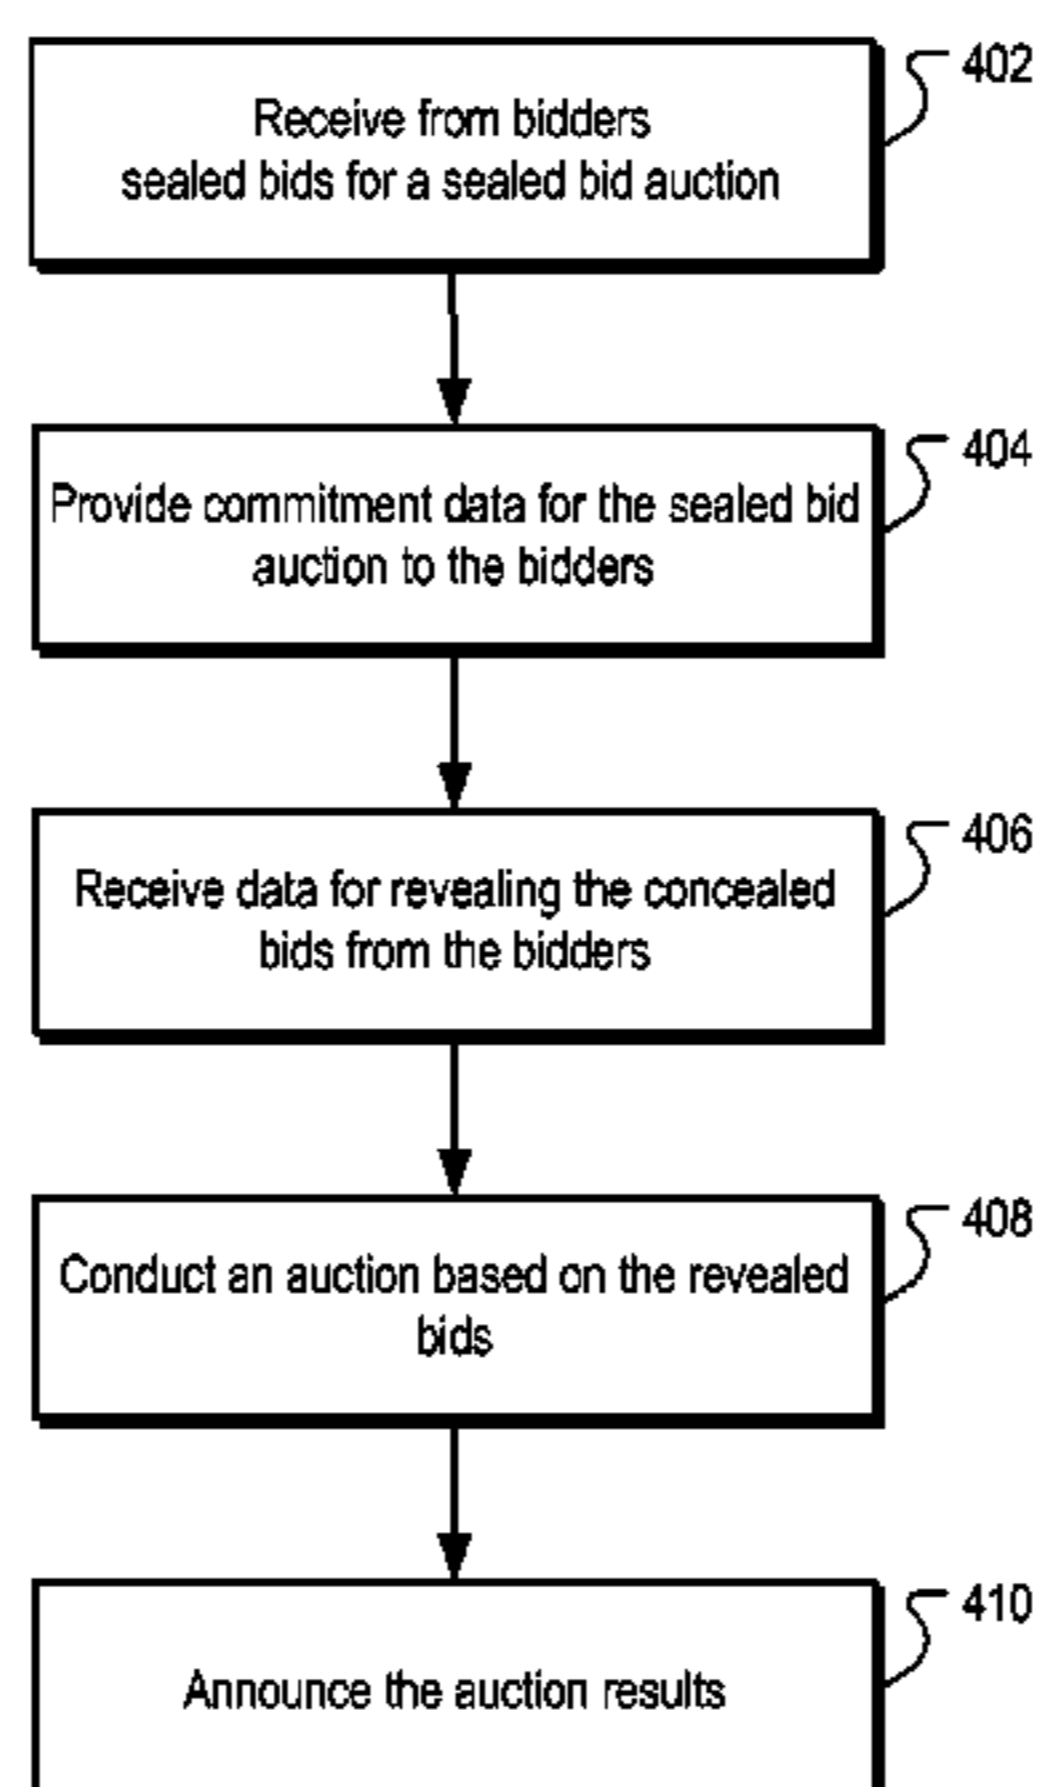 402
Receive from bidders
sealed bids for a sealed bid auction
404
Provide commitment data for the sealed bid
auction to the bidders
406
Receive data for revealing the concealed
bids from the bidders
408
Conduct an auction based on the revealed
bids
410
Announce the auction results